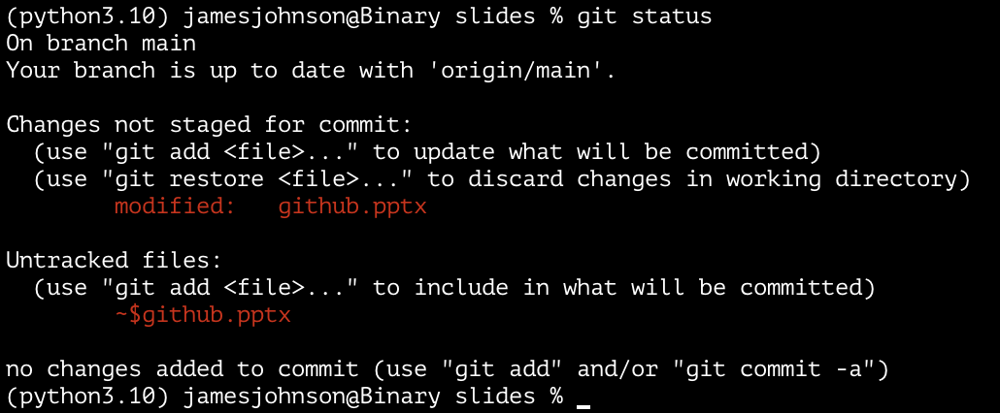 (python3.10) jamesjohnson@Binary slides % git status
On branch main
Your branch is up to date with 'origin/main'.

Changes not staged for commit:
  (use "git add <file>..." to update what will be committed)
  (use "git restore <file>..." to discard changes in working directory)
        modified:   github.pptx

Untracked files:
  (use "git add <file>..." to include in what will be committed)
        ~$github.pptx

no changes added to commit (use "git add" and/or "git commit -a")
(python3.10) jamesjohnson@Binary slides % _